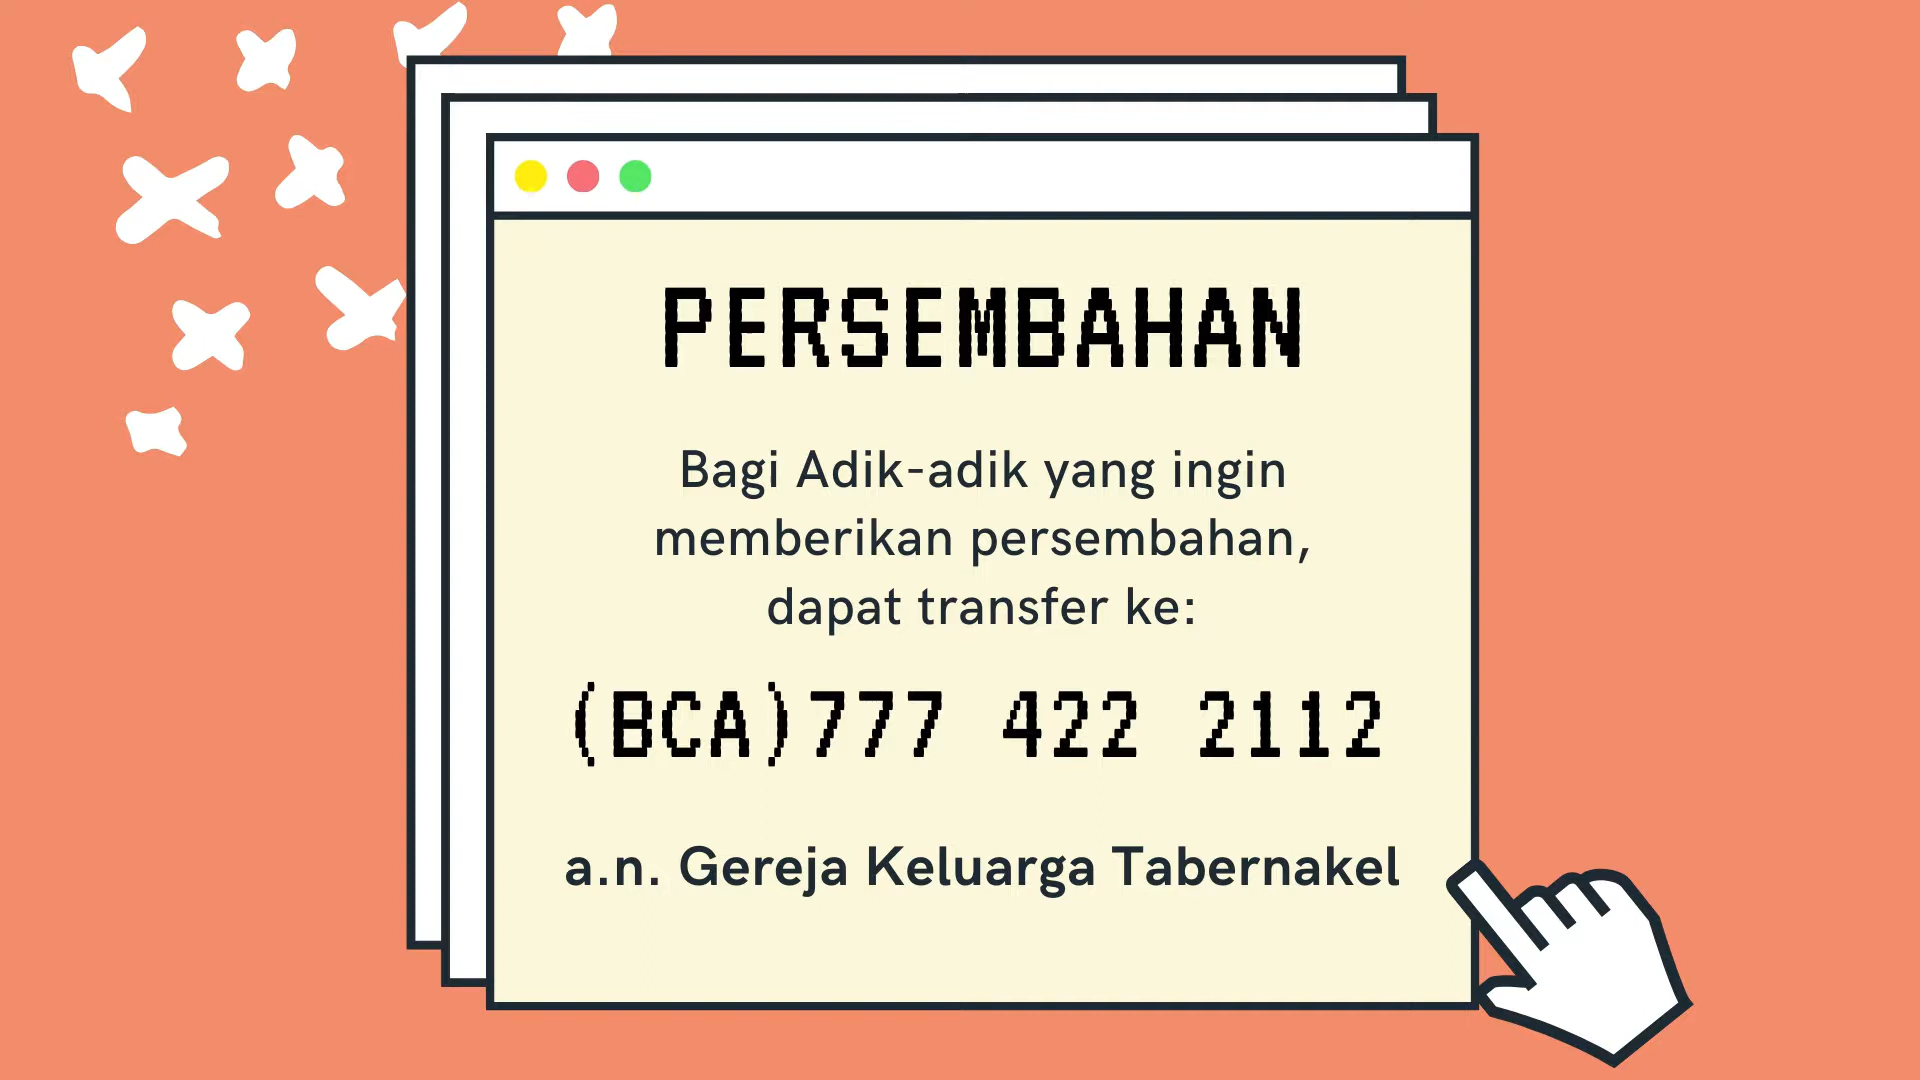 PERSEMBAHAN
Bagi Adik-adik yang ingin
memberikan persembahan,
dapat transfer ke:
(BCA)777 422 2112
a.n. Gereja Keluarga Tabernakel